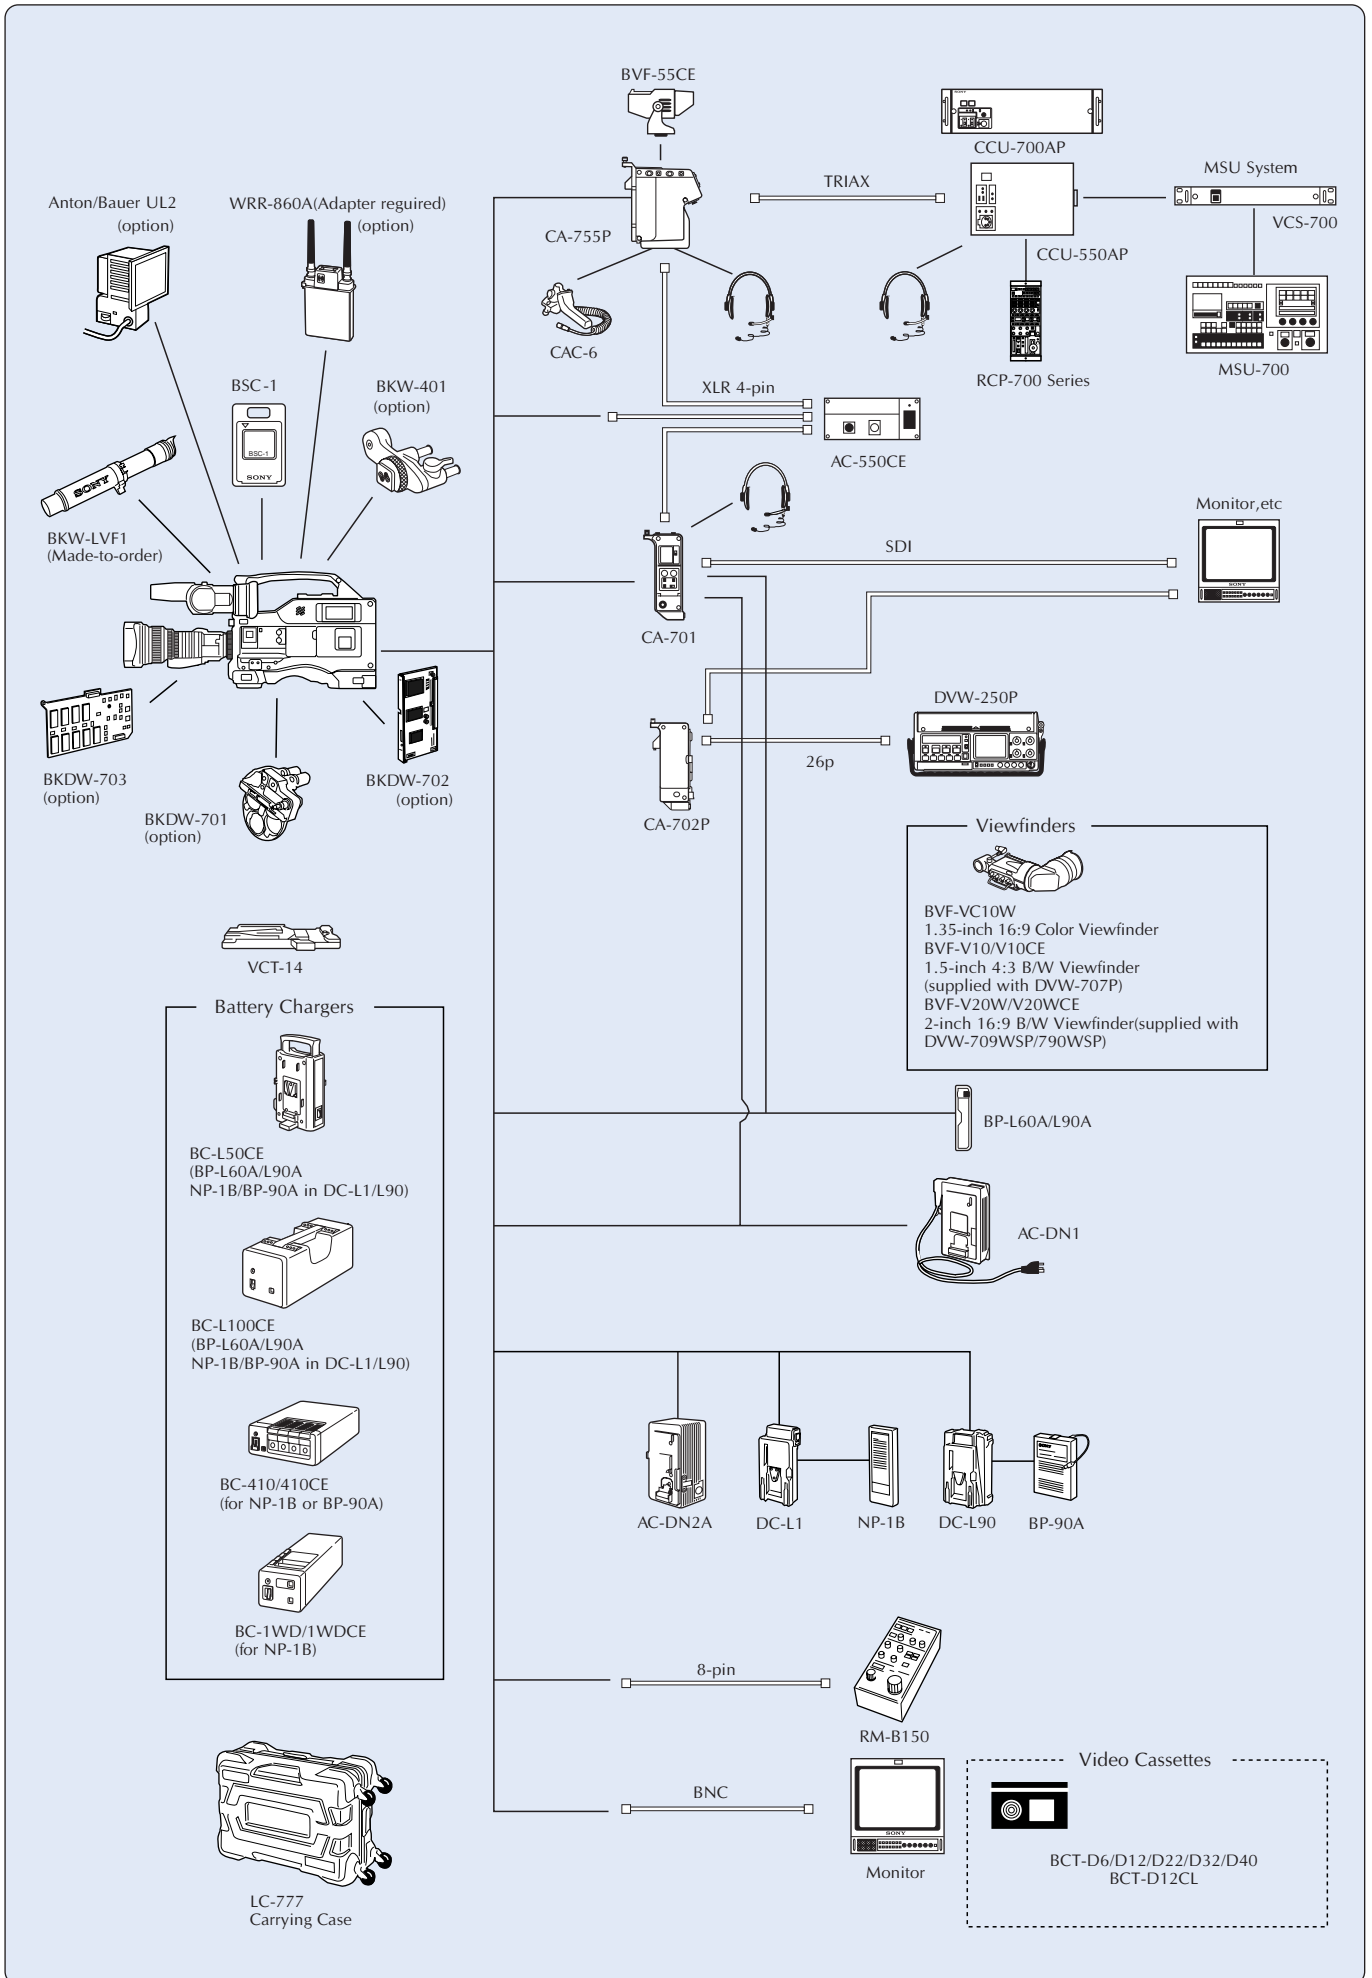 BVF-55CE
SONY
CCU-700AP
MSU System
TRIAX
Anton/Bauer UL2
(option)
WRR-860A(Adapter reguired)
(option)
CA-755P
VCS-700
CCU-550AP
CAC-6
RCP-700 Series
MSU-700
BSC-1
BKW-401
(option)
XLR 4-pin
BSC-1
SONY
AC-550CE
SONY
BKW-LVF1
(Made-to-order)
Monitor,etc
SDI
SONY
CA-701
DVW-250P
26p
BKDW-703
(option)
BKDW-702
(option)
BKDW-701
(option)
CA-702P
Viewfinders
BVF-VC10W
1.35-inch 16:9 Color Viewfinder
BVF-V10/V10CE
1.5-inch 4:3 B/W Viewfinder
(supplied with DVW-707P)
BVF-V20W/V20WCE
2-inch 16:9 B/W Viewfinder(supplied with
DVW-709WSP/790WSP)
VCT-14
Battery Chargers
BC-L50CE
(BP-L60A/L90A
NP-1B/BP-90A in DC-L1/L90)
BP-L60A/L90A
AC-DN1
BC-L100CE
(BP-L60A/L90A
NP-1B/BP-90A in DC-L1/L90)
BC-410/410CE
(for NP-1B or BP-90A)
SONY
AC-DN2A
DC-L1
NP-1B
DC-L90
BP-90A
BC-1WD/1WDCE
(for NP-1B)
8-pin
RM-B150
BNC
SONY
Monitor
Video Cassettes
BCT-D6/D12/D22/D32/D40
BCT-D12CL
LC-777
Carrying Case